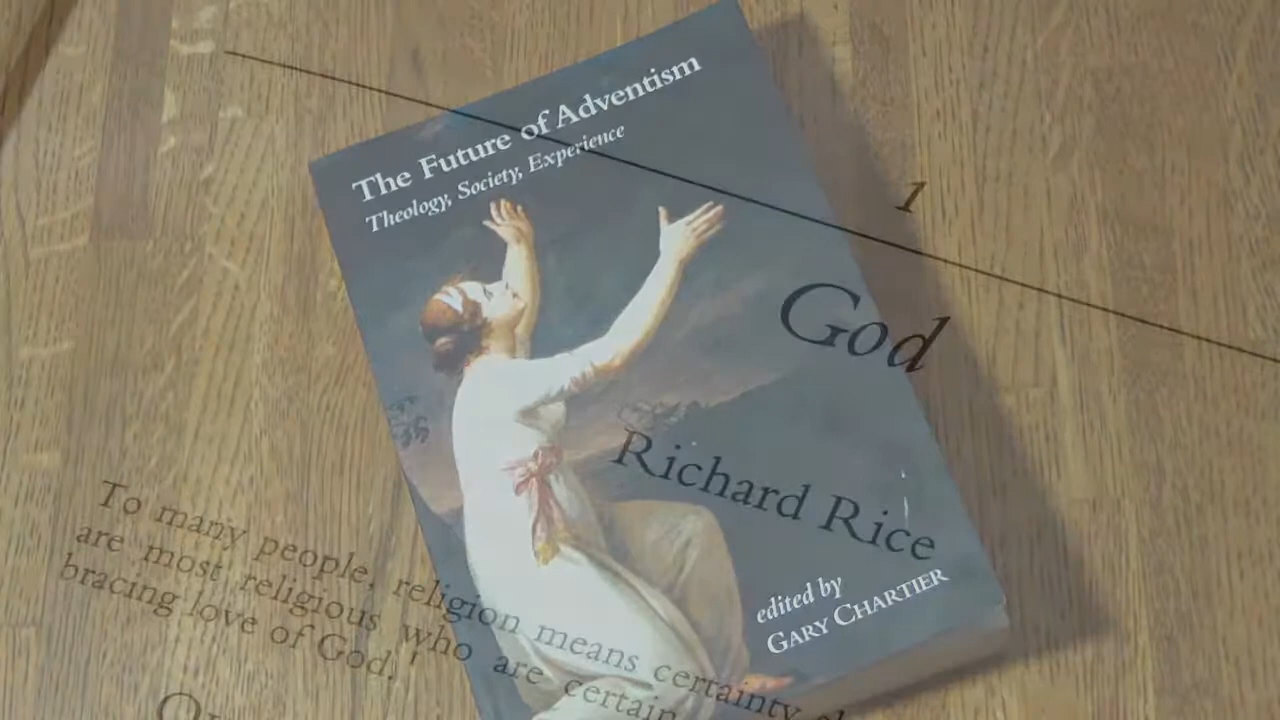 The Future of Adventism
Theology, Society, Experience
1
God
Richard Rice
edited by
GARY CHARTIER
To many people, religion means certainty
are most religious who are certain
bracing love of God.¹